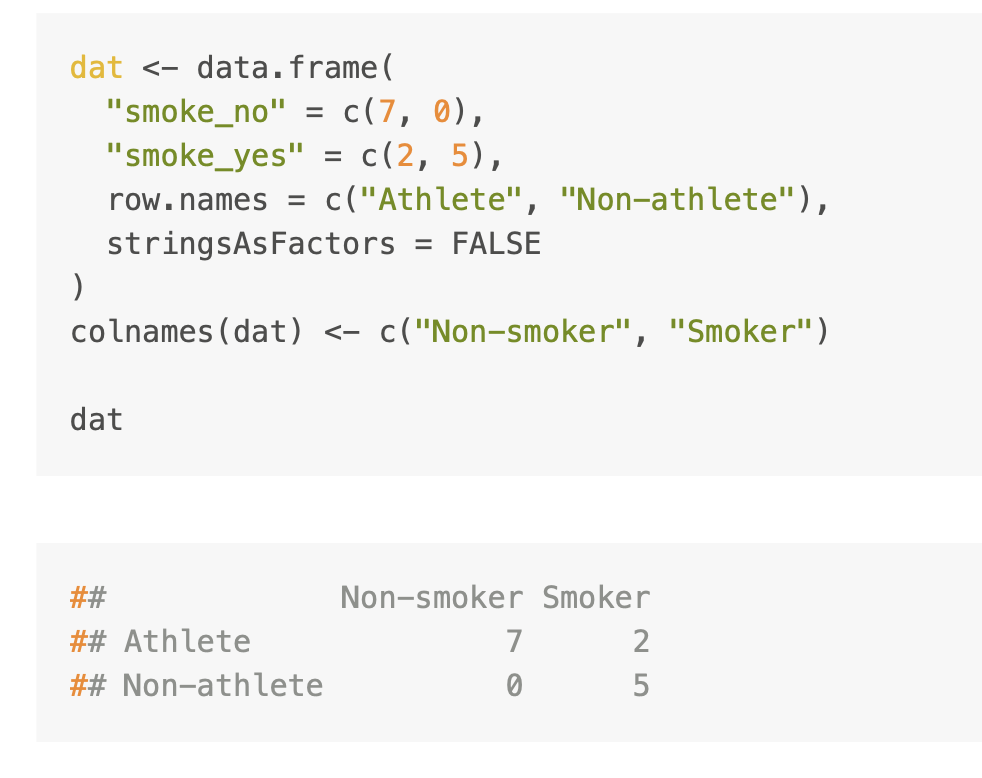 dat <- data.frame(
  "smoke_no" = c(7, 0),
  "smoke_yes" = c(2, 5),
  row.names = c("Athlete", "Non-athlete"),
  stringsAsFactors = FALSE
)
colnames(dat) <- c("Non-smoker", "Smoker")
dat
##             Non-smoker Smoker
## Athlete              7      2
## Non-athlete          0      5